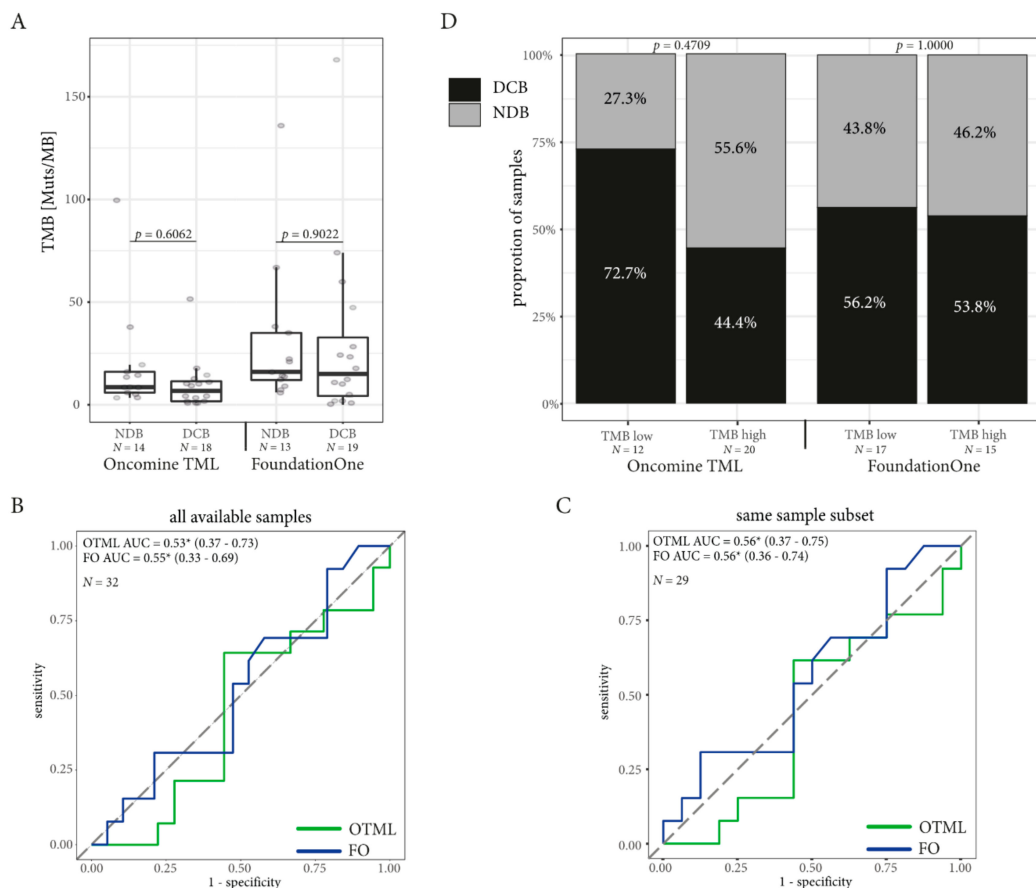 A
TMB [Muts/MB]
150
100
50
0
p = 0.6062
p = 0.9022
NDB
DCB
NDB
DCB
N = 14
N = 18
N = 13
N = 19
Oncomine TML
FoundationOne
D
DCB
NDB
proprotion of samples
100%
75%
50%
25%
0%
p = 0.4709
p = 1.0000
27.3%
55.6%
43.8%
46.2%
72.7%
44.4%
56.2%
53.8%
TMB low
TMB high
TMB low
TMB high
N = 12
N = 20
N = 17
N = 15
Oncomine TML
FoundationOne
B
all available samples
OTML AUC = 0.53* (0.37 - 0.73)
FO AUC = 0.55* (0.33 - 0.69)
N = 32
sensitivity
1.00
0.75
0.50
0.25
0.00
OTML
FO
0.00
0.25
0.50
0.75
1.00
1 - specificity
C
same sample subset
OTML AUC = 0.56* (0.37 - 0.75)
FO AUC = 0.56* (0.36 - 0.74)
N = 29
sensitivity
1.00
0.75
0.50
0.25
0.00
OTML
FO
0.00
0.25
0.50
0.75
1.00
1 - specificity